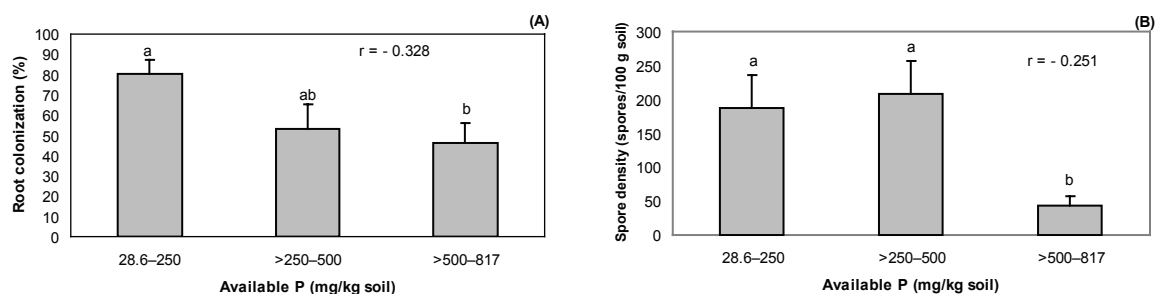 (A)
Root colonization (%)
100
90
80
70
60
50
40
30
20
10
0
a
ab
b
r = - 0.328
28.6–250
>250–500
>500–817
Available P (mg/kg soil)
(B)
Spore density (spores/100 g soil)
300
250
200
150
100
50
0
a
a
b
r = - 0.251
28.6–250
>250–500
>500–817
Available P (mg/kg soil)